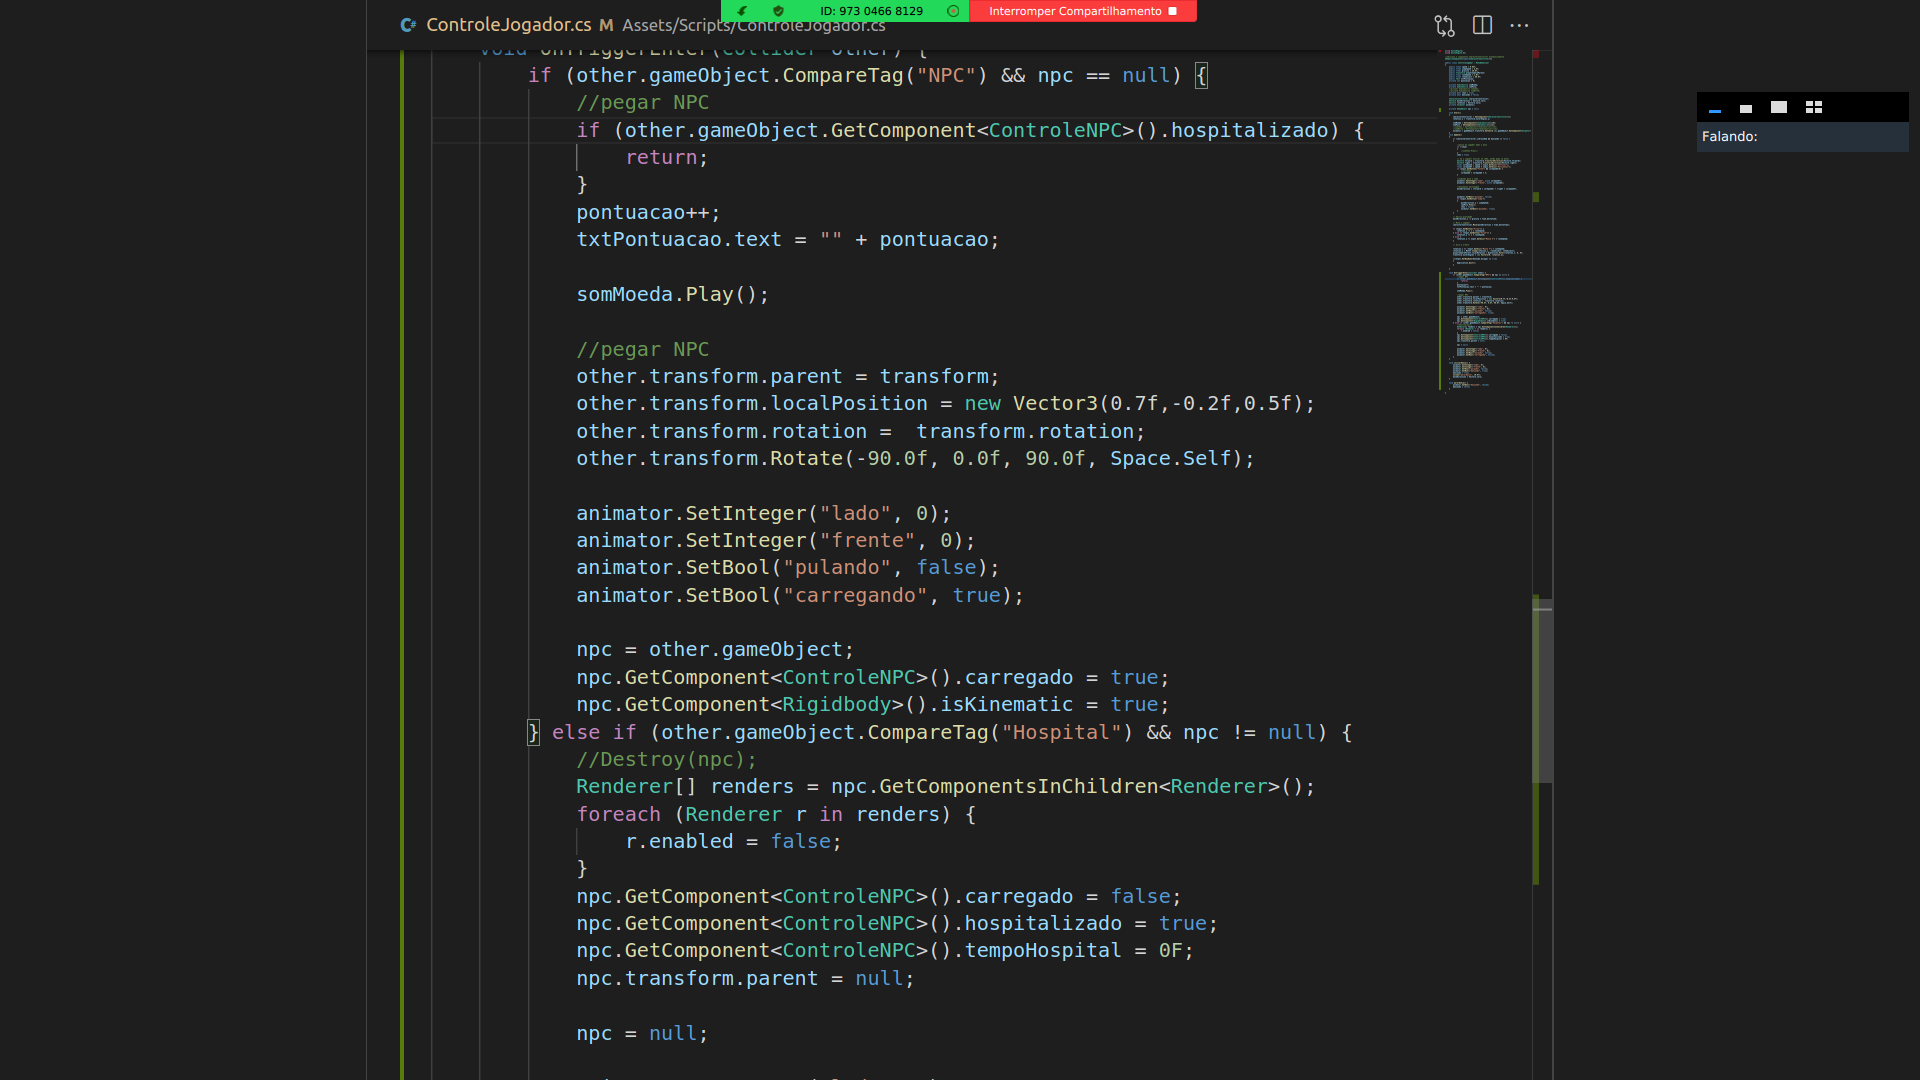 ID: 973 0466 8129
Interromper Compartilhamento
ControleJogador.cs M Assets/Scripts/ControleJogador.cs
Falando:
void OnTriggerEnter(Collider other) {
if (other.gameObject.CompareTag("NPC") && npc == null) {
//pegar NPC
if (other.gameObject.GetComponent<ControleNPC>().hospitalizado) {
return;
}
pontuacao++;
txtPontuacao.text = "" + pontuacao;
somMoeda.Play();
//pegar NPC
other.transform.parent = transform;
other.transform.localPosition = new Vector3(0.7f,-0.2f,0.5f);
other.transform.rotation =  transform.rotation;
other.transform.Rotate(-90.0f, 0.0f, 90.0f, Space.Self);
animator.SetInteger("lado", 0);
animator.SetInteger("frente", 0);
animator.SetBool("pulando", false);
animator.SetBool("carregando", true);
npc = other.gameObject;
npc.GetComponent<ControleNPC>().carregado = true;
npc.GetComponent<Rigidbody>().isKinematic = true;
} else if (other.gameObject.CompareTag("Hospital") && npc != null) {
//Destroy(npc);
Renderer[] renders = npc.GetComponentsInChildren<Renderer>();
foreach (Renderer r in renders) {
r.enabled = false;
}
npc.GetComponent<ControleNPC>().carregado = false;
npc.GetComponent<ControleNPC>().hospitalizado = true;
npc.GetComponent<ControleNPC>().tempoHospital = 0F;
npc.transform.parent = null;
npc = null;